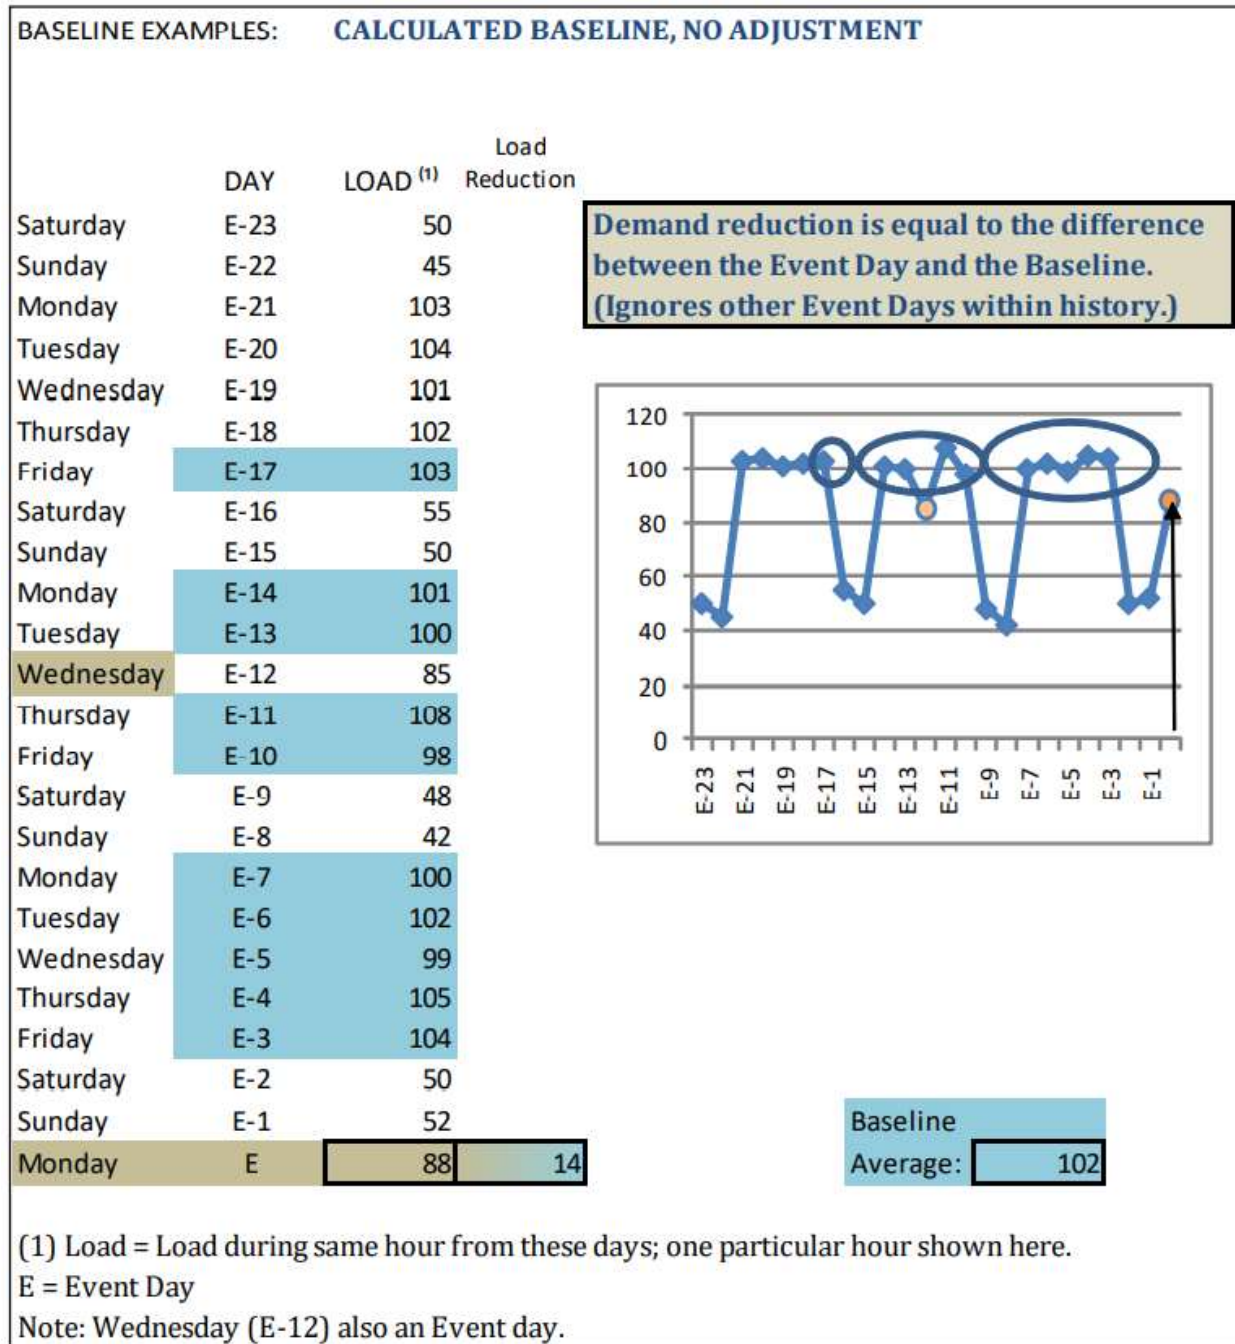 BASELINE EXAMPLES: CALCULATED BASELINE, NO ADJUSTMENT
Load
DAY LOAD (1) Reduction
Saturday E-23 50
Sunday E-22 45
Monday E-21 103
Tuesday E-20 104
Wednesday E-19 101
Thursday E-18 102
Friday E-17 103
Saturday E-16 55
Sunday E-15 50
Monday E-14 101
Tuesday E-13 100
Wednesday E-12 85
Thursday E-11 108
Friday E-10 98
Saturday E-9 48
Sunday E-8 42
Monday E-7 100
Tuesday E-6 102
Wednesday E-5 99
Thursday E-4 105
Friday E-3 104
Saturday E-2 50
Sunday E-1 52
Monday E 88 14
Demand reduction is equal to the difference
between the Event Day and the Baseline.
(Ignores other Event Days within history.)
120
100
80
60
40
20
0
E-23 E-21 E-19 E-17 E-15 E-13 E-11 E-9 E-7 E-5 E-3 E-1
Baseline
Average: 102
(1) Load = Load during same hour from these days; one particular hour shown here.
E = Event Day
Note: Wednesday (E-12) also an Event day.